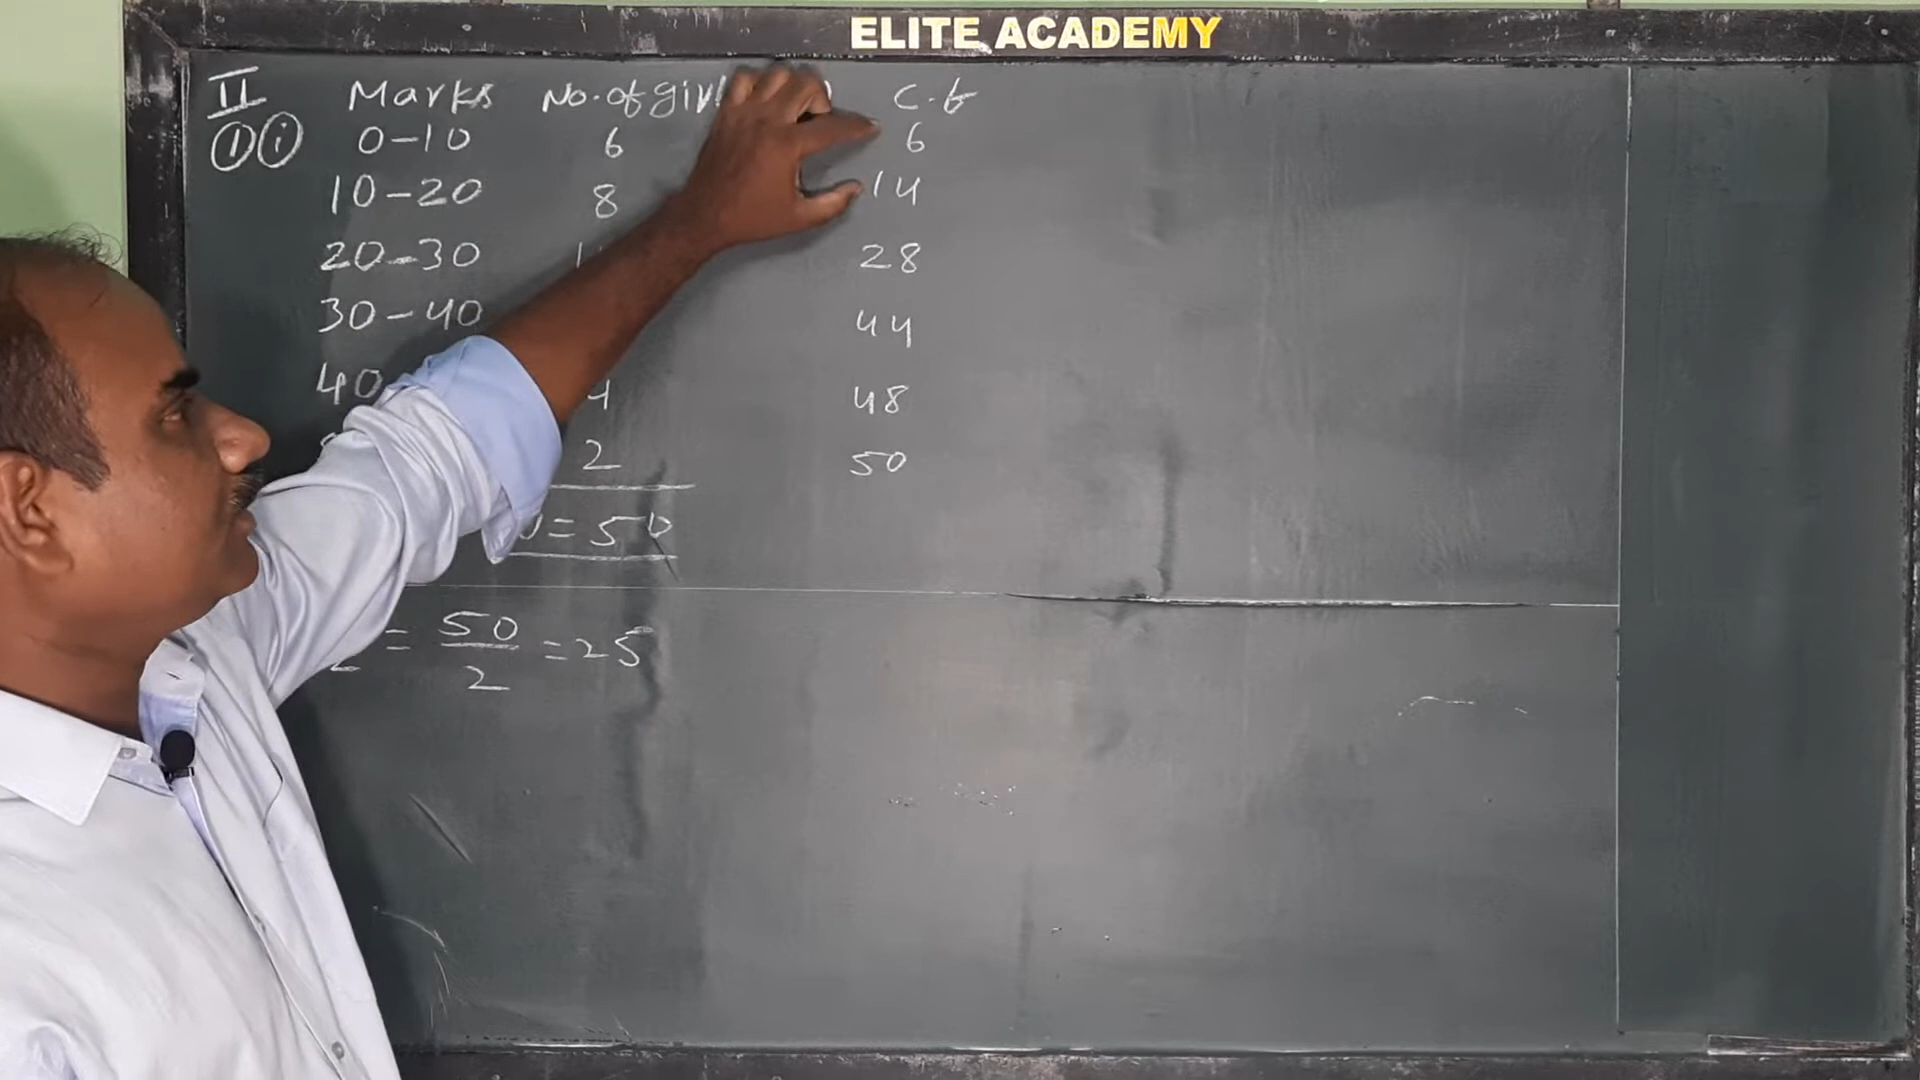 ELITE ACADEMY
II Marks No. of girl C.f
① ⓘ 0-10 6 6
10-20 8 14
20-30 28
30-40 44
40 4 48
2 50
= 50
= 50/2 = 25